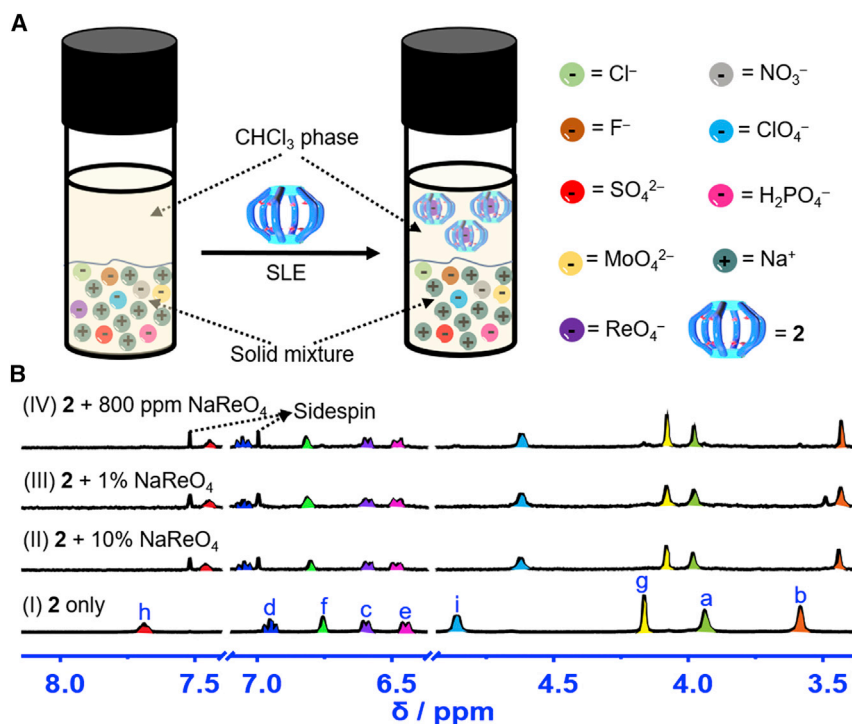 A
CHCl₃ phase
SLE
Solid mixture
= Cl⁻
= NO₃⁻
= F⁻
= ClO₄⁻
= SO₄²⁻
= H₂PO₄⁻
= MoO₄²⁻
= Na⁺
= ReO₄⁻
= 2
B
(IV) 2 + 800 ppm NaReO₄
Sidespin
(III) 2 + 1% NaReO₄
(II) 2 + 10% NaReO₄
(I) 2 only
h d f c e i g a b
8.0 7.5 7.0 6.5 4.5 4.0 3.5
δ / ppm